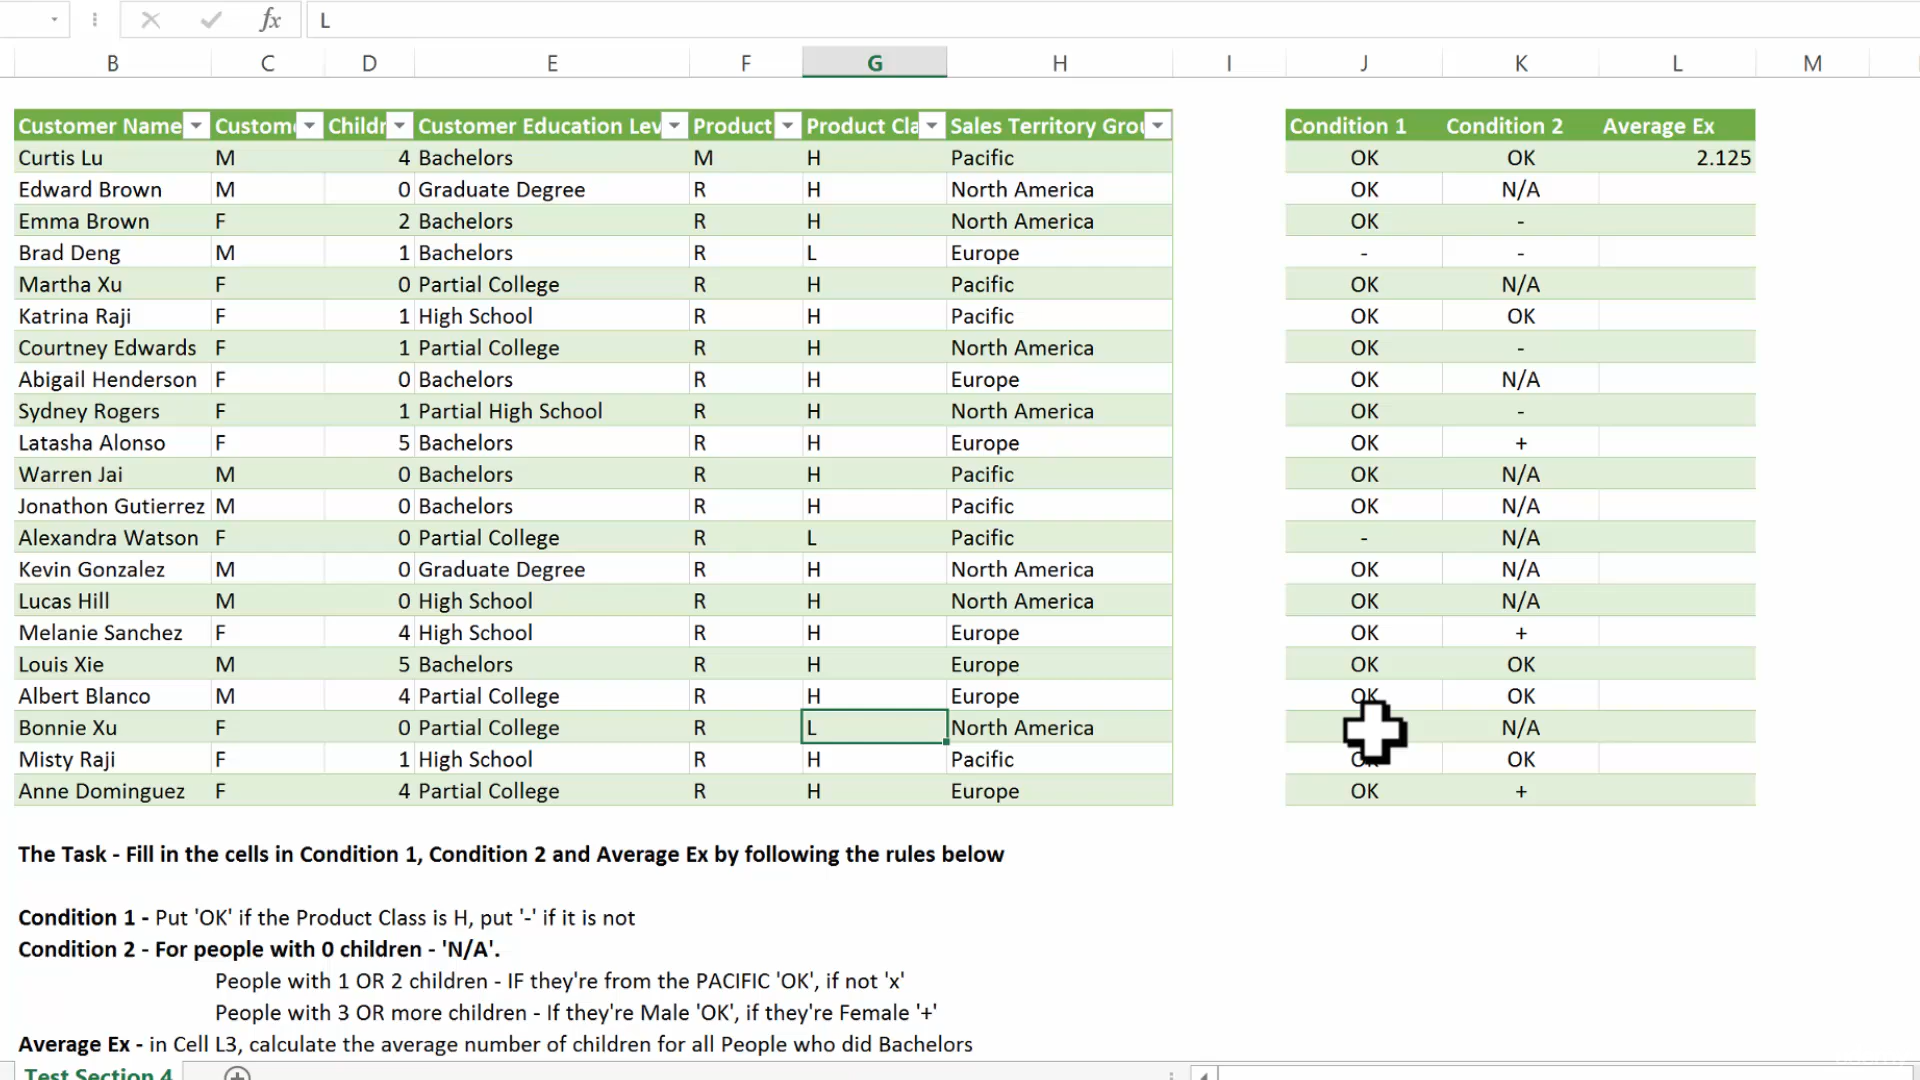 fx L
B C D E F G H I J K L M
Customer Name Custom Childr Customer Education Lev Product Product Cla Sales Territory Grou Condition 1 Condition 2 Average Ex
Curtis Lu M 4 Bachelors M H Pacific OK OK 2.125
Edward Brown M 0 Graduate Degree R H North America OK N/A
Emma Brown F 2 Bachelors R H North America OK -
Brad Deng M 1 Bachelors R L Europe - -
Martha Xu F 0 Partial College R H Pacific OK N/A
Katrina Raji F 1 High School R H Pacific OK OK
Courtney Edwards F 1 Partial College R H North America OK -
Abigail Henderson F 0 Bachelors R H Europe OK N/A
Sydney Rogers F 1 Partial High School R H North America OK -
Latasha Alonso F 5 Bachelors R H Europe OK +
Warren Jai M 0 Bachelors R H Pacific OK N/A
Jonathon Gutierrez M 0 Bachelors R H Pacific OK N/A
Alexandra Watson F 0 Partial College R L Pacific - N/A
Kevin Gonzalez M 0 Graduate Degree R H North America OK N/A
Lucas Hill M 0 High School R H North America OK N/A
Melanie Sanchez F 4 High School R H Europe OK +
Louis Xie M 5 Bachelors R H Europe OK OK
Albert Blanco M 4 Partial College R H Europe OK OK
Bonnie Xu F 0 Partial College R L North America N/A
Misty Raji F 1 High School R H Pacific OK OK
Anne Dominguez F 4 Partial College R H Europe OK +
The Task - Fill in the cells in Condition 1, Condition 2 and Average Ex by following the rules below
Condition 1 - Put 'OK' if the Product Class is H, put '-' if it is not
Condition 2 - For people with 0 children - 'N/A'.
People with 1 OR 2 children - IF they're from the PACIFIC 'OK', if not 'x'
People with 3 OR more children - If they're Male 'OK', if they're Female '+'
Average Ex - in Cell L3, calculate the average number of children for all People who did Bachelors
Test Section 4